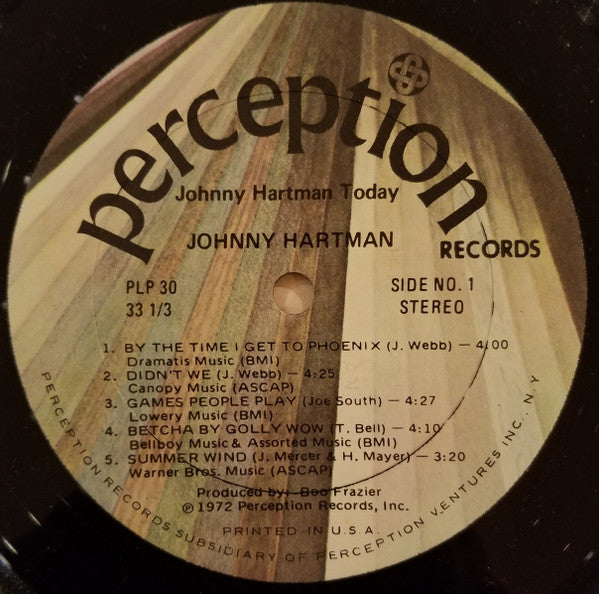 perception
RECORDS
Johnny Hartman Today
JOHNNY HARTMAN
PLP 30
33 1/3
SIDE NO. 1
STEREO
1. BY THE TIME I GET TO PHOENIX (J. Webb) — 4:00
Dramatis Music (BMI)
2. DIDN'T WE (J. Webb) — 4:25
Canopy Music (ASCAP)
3. GAMES PEOPLE PLAY (Joe South) — 4:27
Lowery Music (BMI)
4. BETCHA BY GOLLY WOW (T. Bell) — 4:10
Bellboy Music & Assorted Music (BMI)
5. SUMMER WIND (J. Mercer & H. Mayer) — 3:20
Warner Bros. Music (ASCAP)
Produced by: Boo Frazier
℗ 1972 Perception Records, Inc.
PRINTED IN U.S.A.
PERCEPTION RECORDS SUBSIDIARY OF PERCEPTION VENTURES INC., N.Y